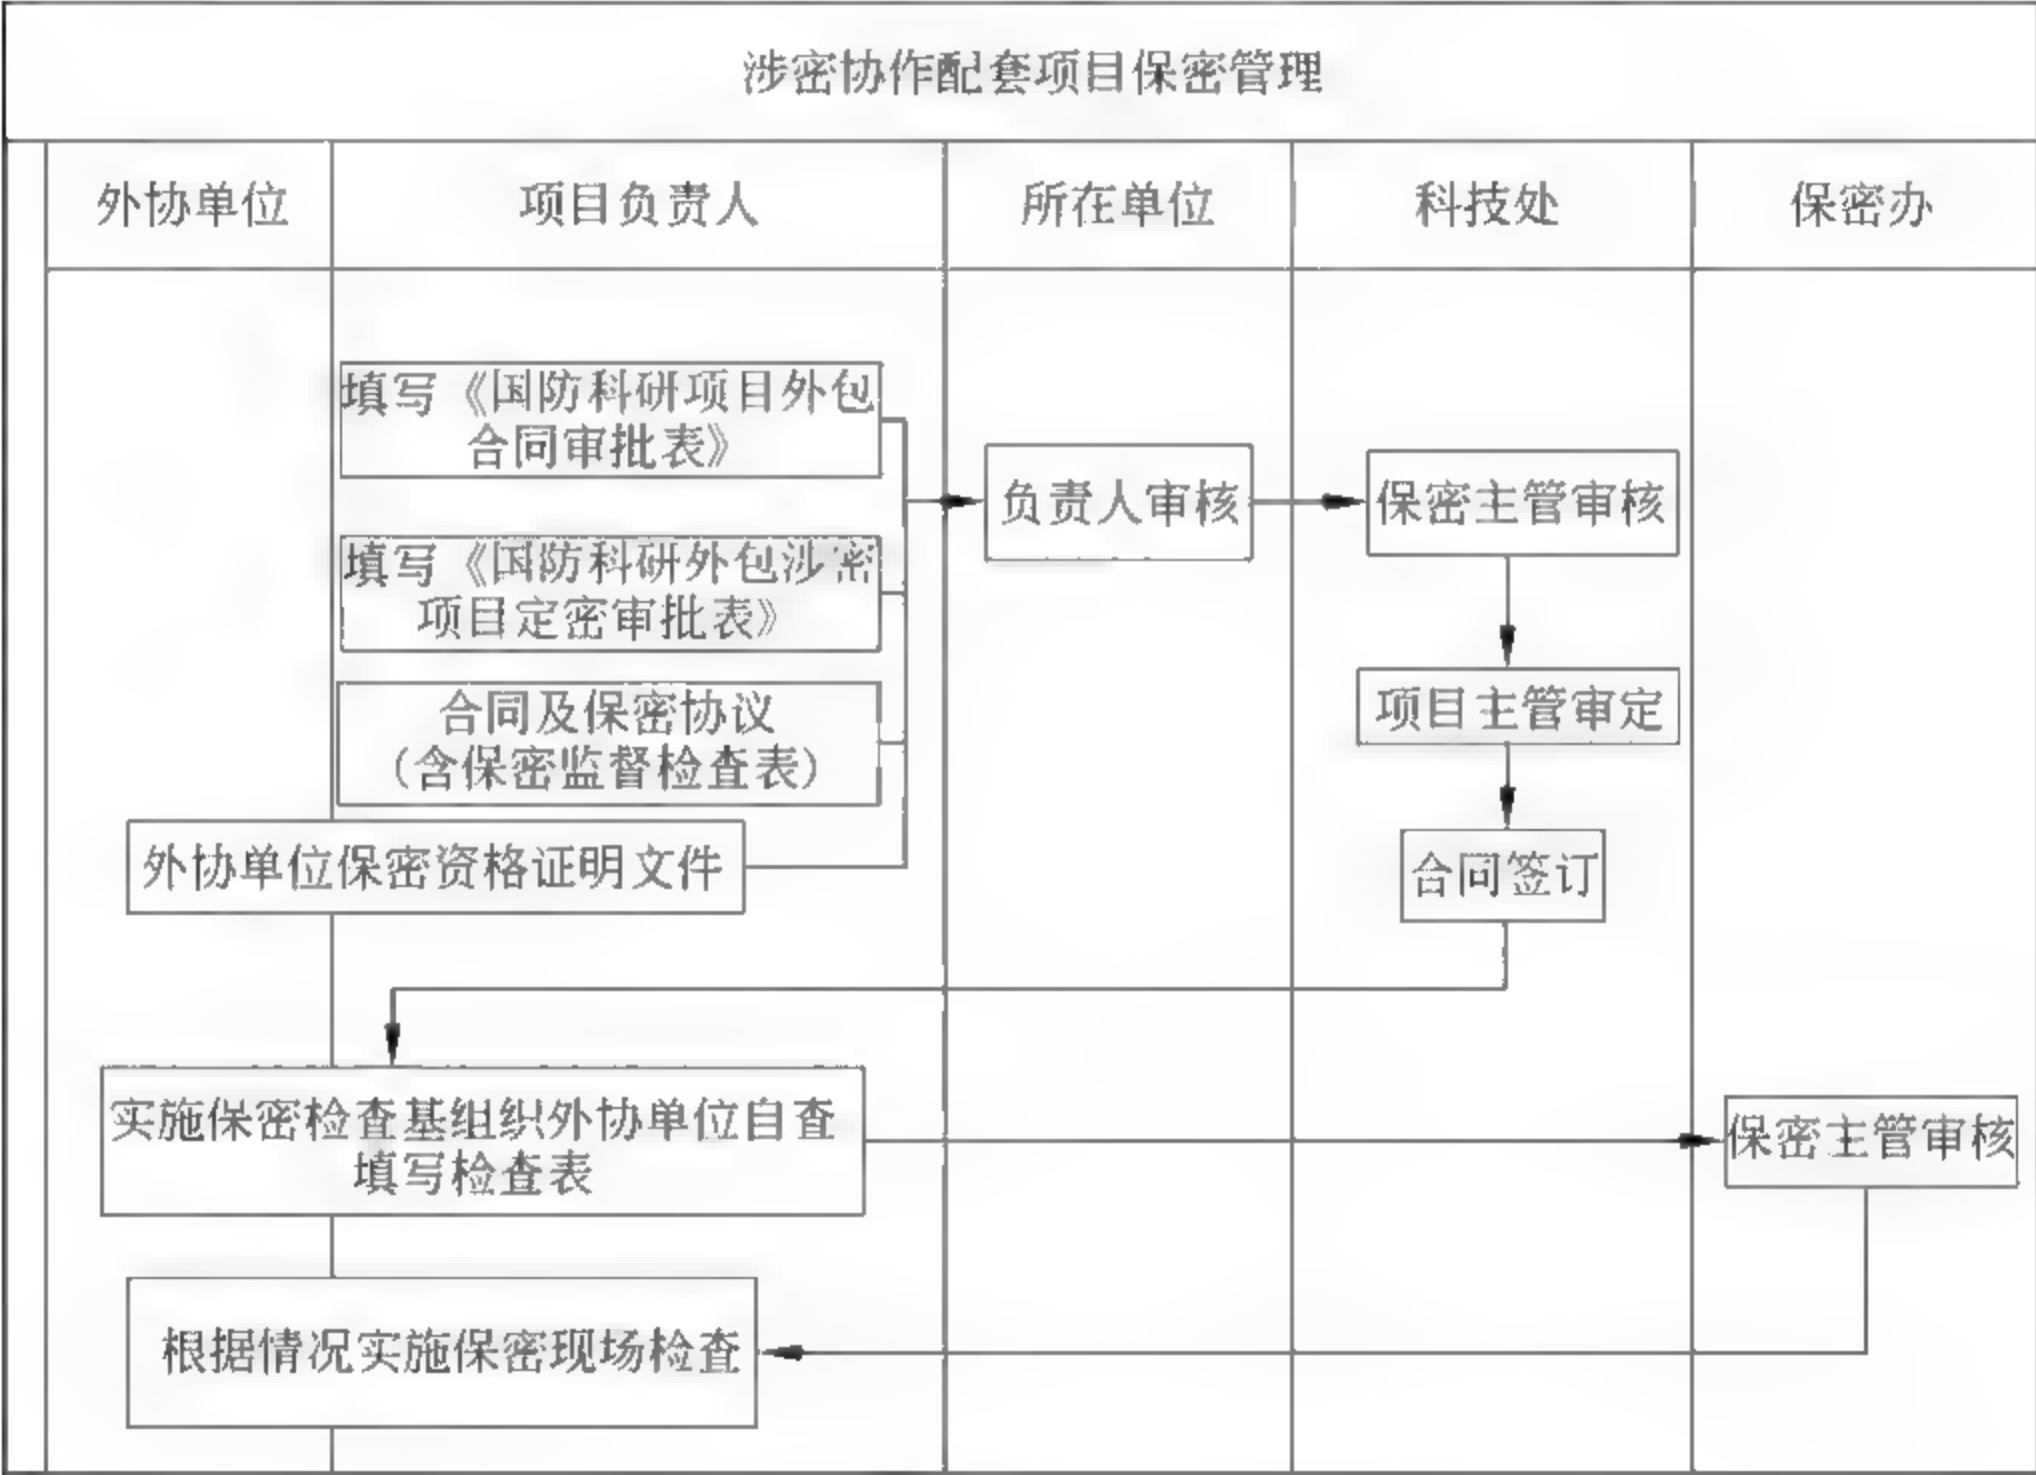 涉密协作配套项目保密管理
外协单位
项目负责人
所在单位
科技处
保密办
填写《国防科研项目外包
合同审批表》
负责人审核
保密主管审核
填写《国防科研外包涉密
项目定密审批表》
合同及保密协议
（含保密监督检查表）
项目主管审定
外协单位保密资格证明文件
合同签订
实施保密检查基组织外协单位自查
填写检查表
保密主管审核
根据情况实施保密现场检查